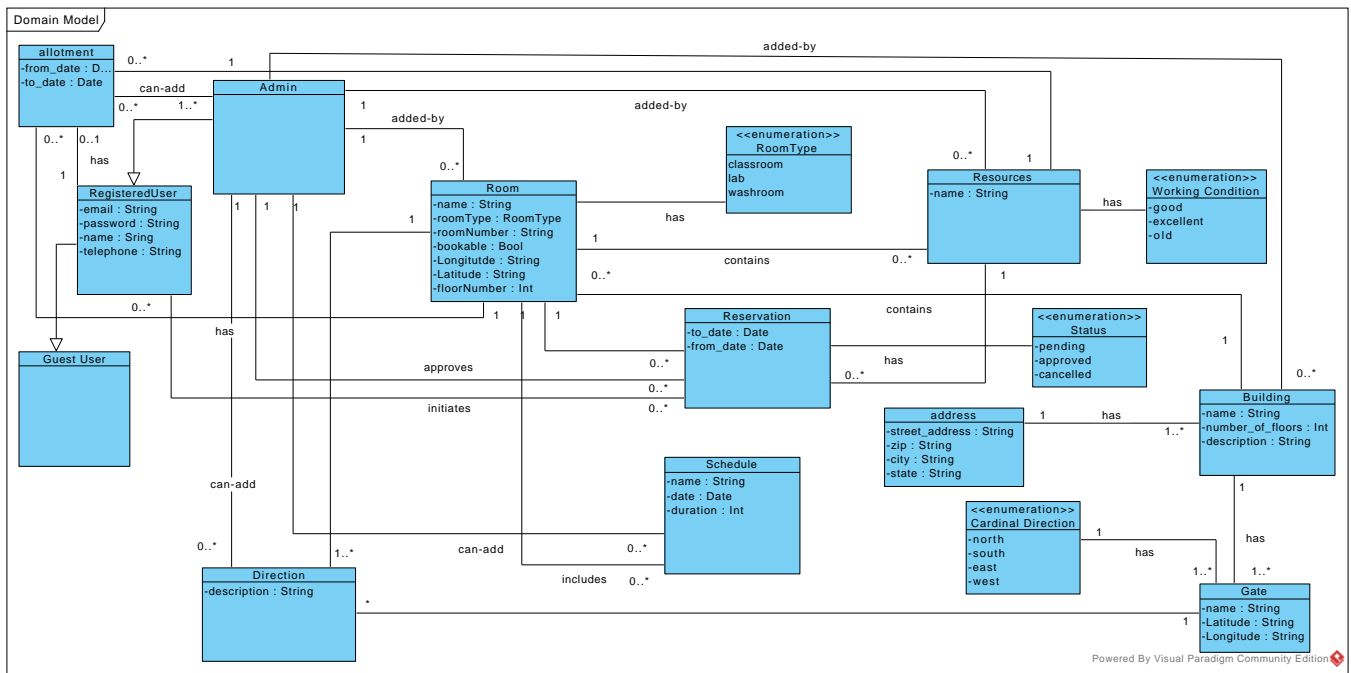 Domain Model
allotment
-from_date : D...
-to_date : Date
0..*
1
added-by
can-add
0..*
1..*
Admin
1
added-by
added-by
1
0..*
0..*
0..1
has
1
0..*
1
<<enumeration>>
RoomType
classroom
lab
washroom
RegisteredUser
-email : String
-password : String
-name : Sring
-telephone : String
1
1
1
1
Room
-name : String
-roomType : RoomType
-roomNumber : String
-bookable : Bool
-Longitutde : String
-Latitude : String
-floorNumber : Int
has
Resources
-name : String
has
<<enumeration>>
Working Condition
-good
-excellent
-old
1
contains
0..*
0..*
1
0..*
has
1
1
1
contains
1
Guest User
Reservation
-to_date : Date
-from_date : Date
<<enumeration>>
Status
-pending
-approved
-cancelled
has
0..*
approves
0..*
0..*
initiates
0..*
0..*
Building
-name : String
-number_of_floors : Int
-description : String
address
-street_address : String
-zip : String
-city : String
-state : String
1
has
1..*
Schedule
-name : String
-date : Date
-duration : Int
can-add
0..*
1..*
can-add
0..*
includes
0..*
1
has
1..*
<<enumeration>>
Cardinal Direction
-north
-south
-east
-west
1
has
1..*
Direction
-description : String
*
1
Gate
-name : String
-Latitude : String
-Longitude : String
Powered By Visual Paradigm Community Edition